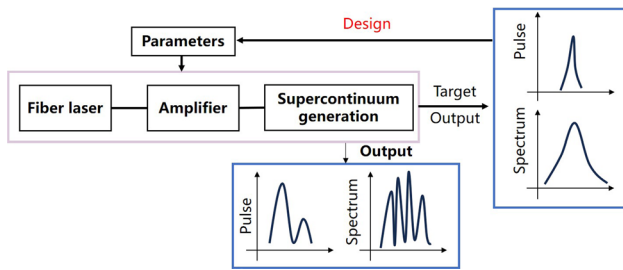 Design
Parameters
Pulse
Fiber laser
Amplifier
Supercontinuum
generation
Target
Output
Spectrum
Output
Pulse
Spectrum